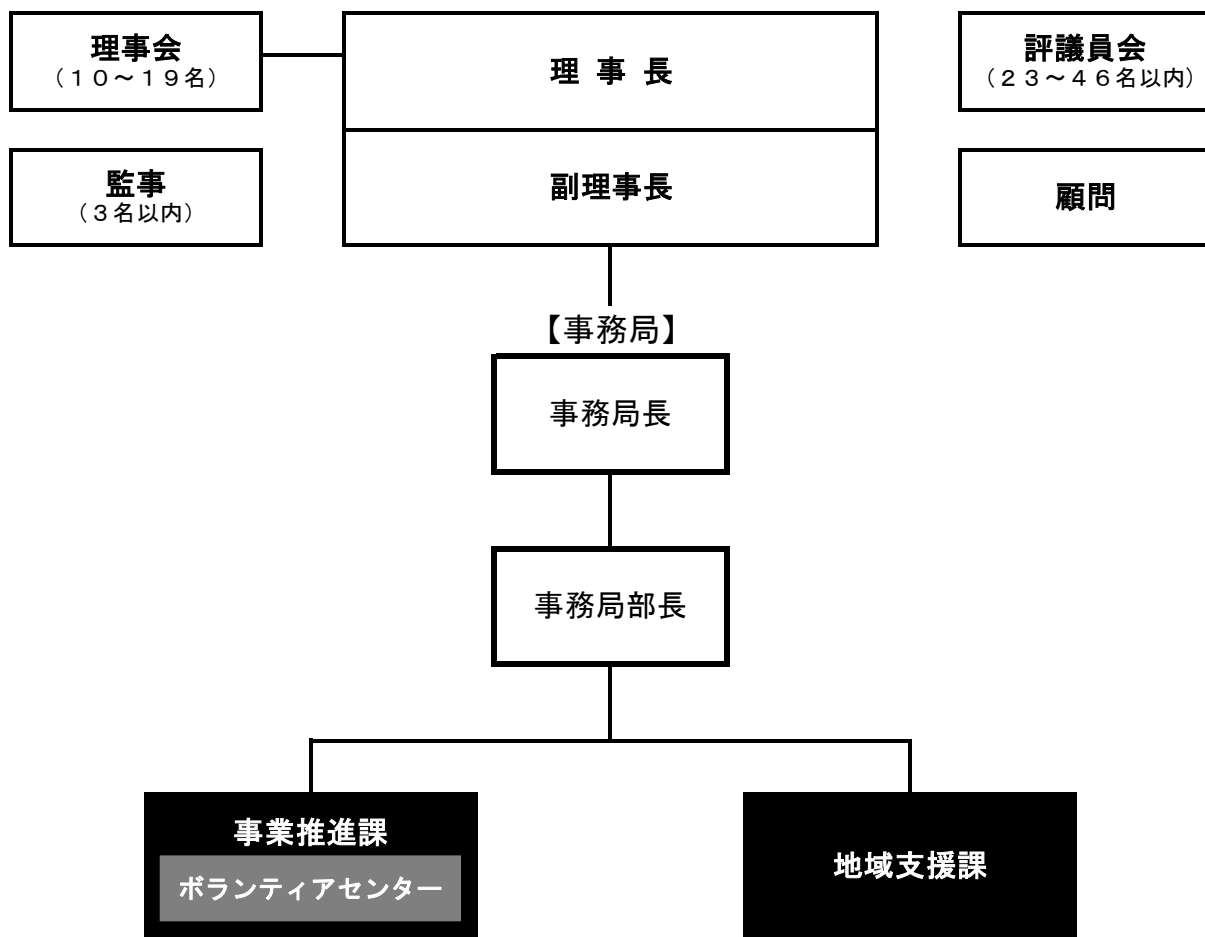 理事会
（１０～１９名）
理 事 長
評議員会
（２３～４６名以内）
監事
（３名以内）
副理事長
顧問
【事務局】
事務局長
事務局部長
事業推進課
ボランティアセンター
地域支援課